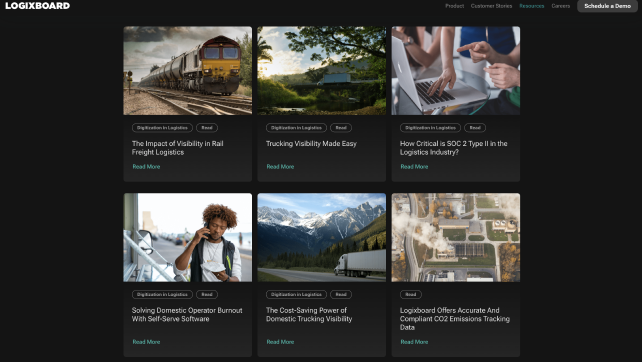 LOGIXBOARD
Product Customer Stories Resources Careers Schedule a Demo
Digitization in Logistics Read
The Impact of Visibility in Rail
Freight Logistics
Read More
Digitization in Logistics Read
Trucking Visibility Made Easy
Read More
Digitization in Logistics Read
How Critical is SOC 2 Type II in the
Logistics Industry?
Read More
Digitization in Logistics Read
Solving Domestic Operator Burnout
With Self-Serve Software
Read More
Digitization in Logistics Read
The Cost-Saving Power of
Domestic Trucking Visibility
Read More
Read
Logixboard Offers Accurate And
Compliant CO2 Emissions Tracking
Data
Read More